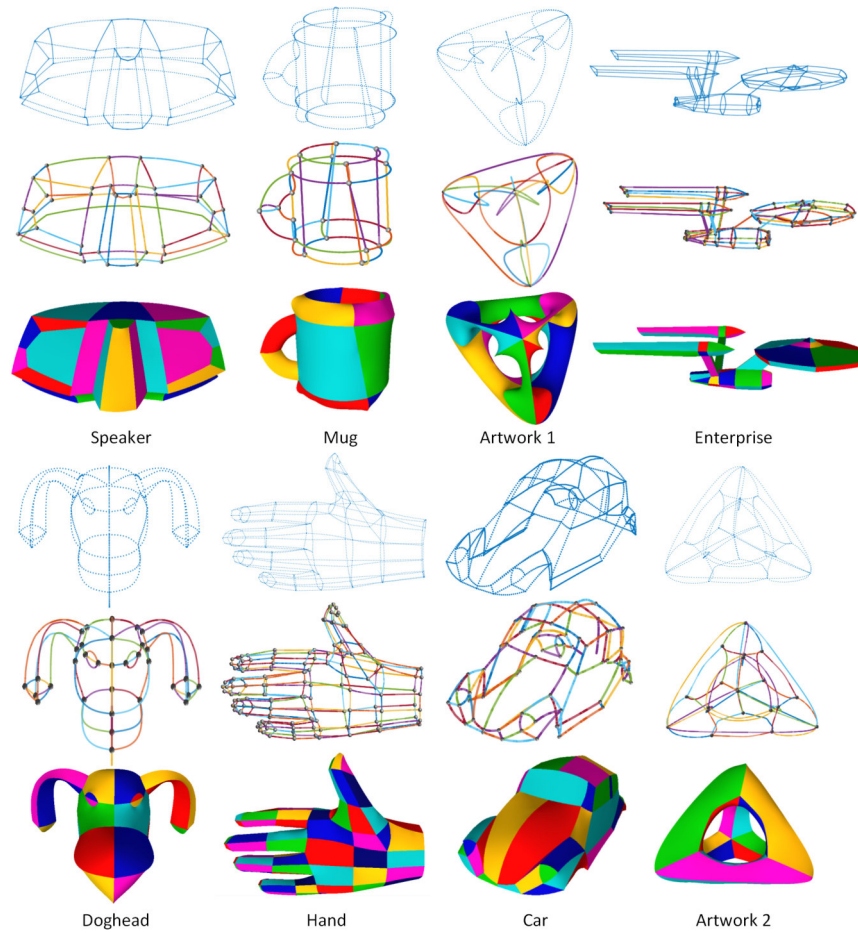 Speaker
Mug
Artwork 1
Enterprise
Doghead
Hand
Car
Artwork 2